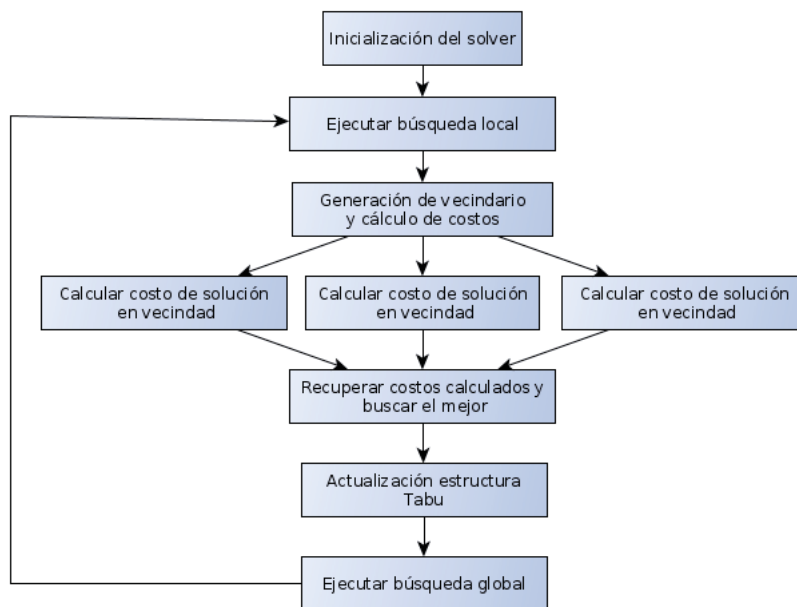 Inicialización del solver
Ejecutar búsqueda local
Generación de vecindario
y cálculo de costos
Calcular costo de solución
en vecindad
Calcular costo de solución
en vecindad
Calcular costo de solución
en vecindad
Recuperar costos calculados y
buscar el mejor
Actualización estructura
Tabu
Ejecutar búsqueda global